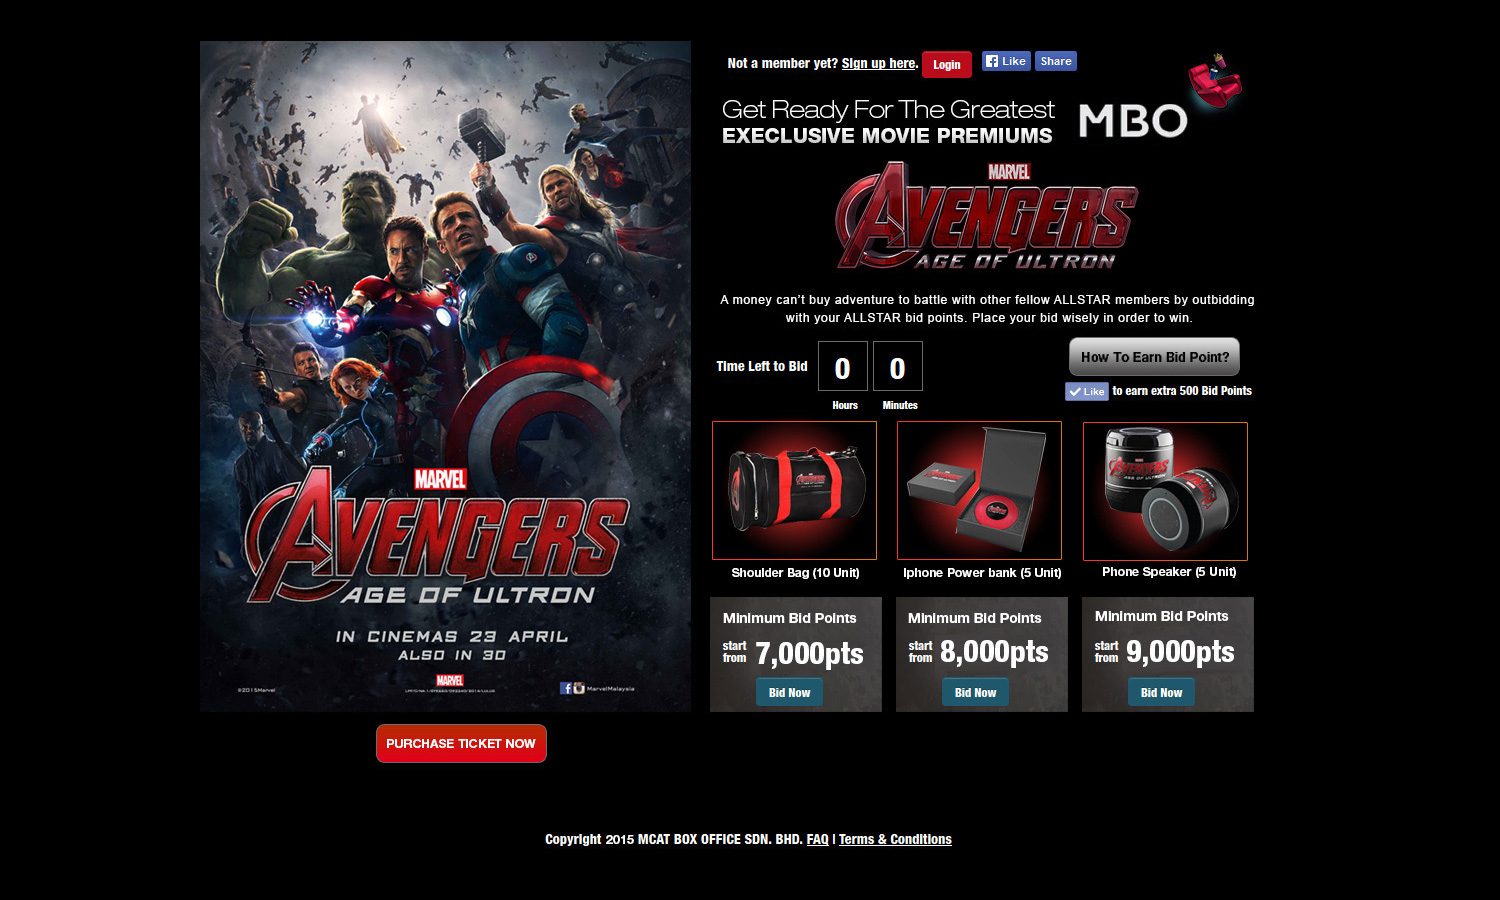 Not a member yet? Sign up here. Login
Like Share
Get Ready For The Greatest
EXECLUSIVE MOVIE PREMIUMS
MBO
MARVEL
AVENGERS
AGE OF ULTRON
A money can't buy adventure to battle with other fellow ALLSTAR members by outbidding
with your ALLSTAR bid points. Place your bid wisely in order to win.
Time Left to Bid 0 0
Hours Minutes
How To Earn Bid Point?
Like to earn extra 500 Bid Points
Shoulder Bag (10 Unit)
Iphone Power bank (5 Unit)
Phone Speaker (5 Unit)
Minimum Bid Points
start from 7,000pts
Bid Now
Minimum Bid Points
start from 8,000pts
Bid Now
Minimum Bid Points
start from 9,000pts
Bid Now
MARVEL
AVENGERS
AGE OF ULTRON
IN CINEMAS 23 APRIL
ALSO IN 3D
©2015Marvel
MARVEL
MarvelMalaysia
PURCHASE TICKET NOW
Copyright 2015 MCAT BOX OFFICE SDN. BHD. FAQ | Terms & Conditions